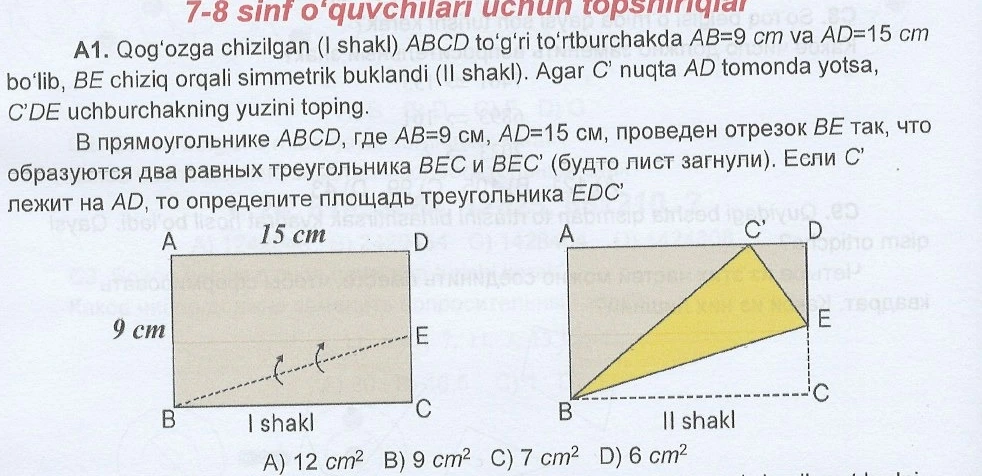 7-8 sinf o‘quvchilari uchun topshiriqlar
A1. Qog‘ozga chizilgan (I shakl) ABCD to‘g‘ri to‘rtburchakda AB=9 cm va AD=15 cm
bo‘lib, BE chiziq orqali simmetrik buklandi (II shakl). Agar C' nuqta AD tomonda yotsa,
C'DE uchburchakning yuzini toping.
В прямоугольнике ABCD, где AB=9 см, AD=15 см, проведен отрезок BE так, что
образуются два равных треугольника BEC и BEC' (будто лист загнули). Если C'
лежит на AD, то определите площадь треугольника EDC'.
A 15 cm D
9 cm
E
B C
I shakl
A C' D
E
B C
II shakl
A) 12 cm² B) 9 cm² C) 7 cm² D) 6 cm²